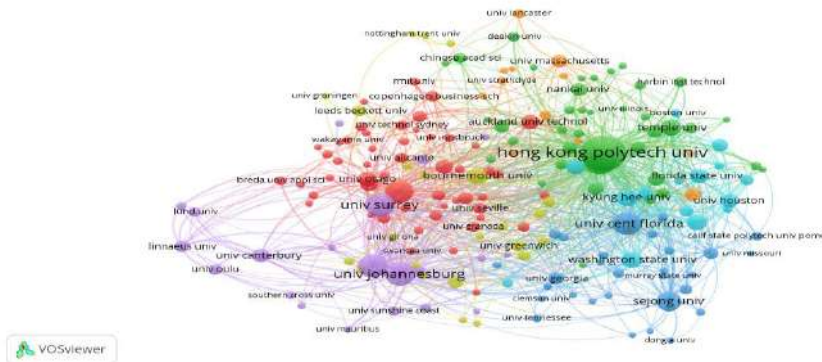 univ lancaster
nottingham trent univ
deakin univ
chinese acad sci
univ massachusetts
rmit univ
univ strathclyde
nankai univ
harbin inst technol
univ groningen
copenhagen business sch
leeds beckett univ
univ illinois
boston univ
univ technol sydney
auckland univ technol
temple univ
wakayama univ
univ innsbruck
hong kong polytech univ
univ alicante
breda univ appl sci
univ otago
bournemouth univ
florida state univ
kyung hee univ
univ houston
univ surrey
univ seville
lund univ
univ granada
univ cent florida
calif state polytech univ pomo
linnaeus univ
univ girona
univ greenwich
univ canterbury
swansea univ
washington state univ
univ missouri
univ oulu
univ johannesburg
univ georgia
murray state univ
southern cross univ
clemson univ
sejong univ
univ sunshine coast
univ tennessee
univ mauritius
dong-a univ
VOSviewer